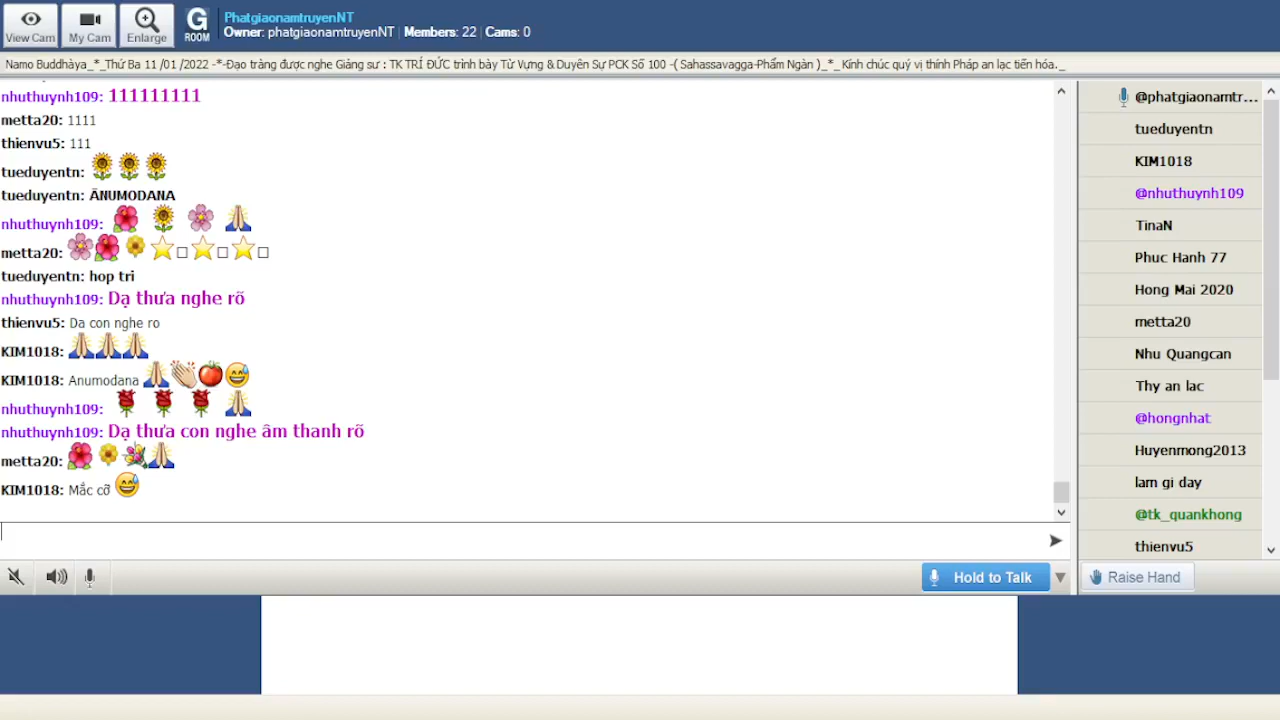 View Cam
My Cam
Enlarge
G
ROOM
PhatgiaonamtruyenNT
Owner: phatgiaonamtruyenNT | Members: 22 | Cams: 0
Namo Buddhàya_*_Thứ Ba 11 /01 /2022 -*-Đạo tràng được nghe Giảng sư : TK TRÍ ĐỨC trình bày Từ Vựng & Duyên Sự PCK Số 100 -( Sahassavagga-Phẩm Ngàn )_*_ Kính chúc quý vị thính Pháp an lạc tiến hóa._
nhuthuynh109: 111111111
metta20: 1111
thienvu5: 111
tueduyentn: 🌻🌻🌻
tueduyentn: ĀNUMODANA
nhuthuynh109: 🌺 🌻 🌸 🙏
metta20: 🌸🌺🌼⭐□⭐□⭐□
tueduyentn: hop tri
nhuthuynh109: Dạ thưa nghe rõ
thienvu5: Da con nghe ro
KIM1018: 🙏🙏🙏
KIM1018: Anumodana 🙏👏🍅😅
nhuthuynh109: 🌹 🌹 🌹 🙏
nhuthuynh109: Dạ thưa con nghe âm thanh rõ
metta20: 🌺🌼💐🙏
KIM1018: Mắc cỡ 😅
Hold to Talk
@phatgiaonamtr...
tueduyentn
KIM1018
@nhuthuynh109
TinaN
Phuc Hanh 77
Hong Mai 2020
metta20
Nhu Quangcan
Thy an lac
@hongnhat
Huyenmong2013
lam gi day
@tk_quankhong
thienvu5
Raise Hand